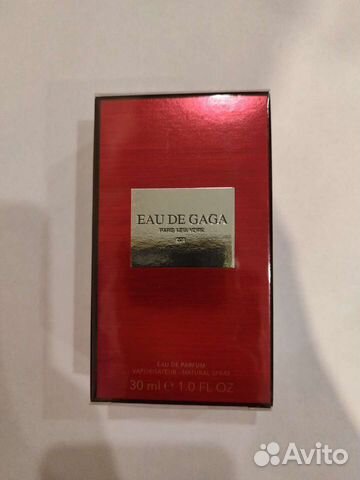 EAU DE GAGA
PARIS NEW YORK
001
EAU DE PARFUM
VAPORISATEUR - NATURAL SPRAY
30 ml ℮ 1.0 FL OZ
Avito